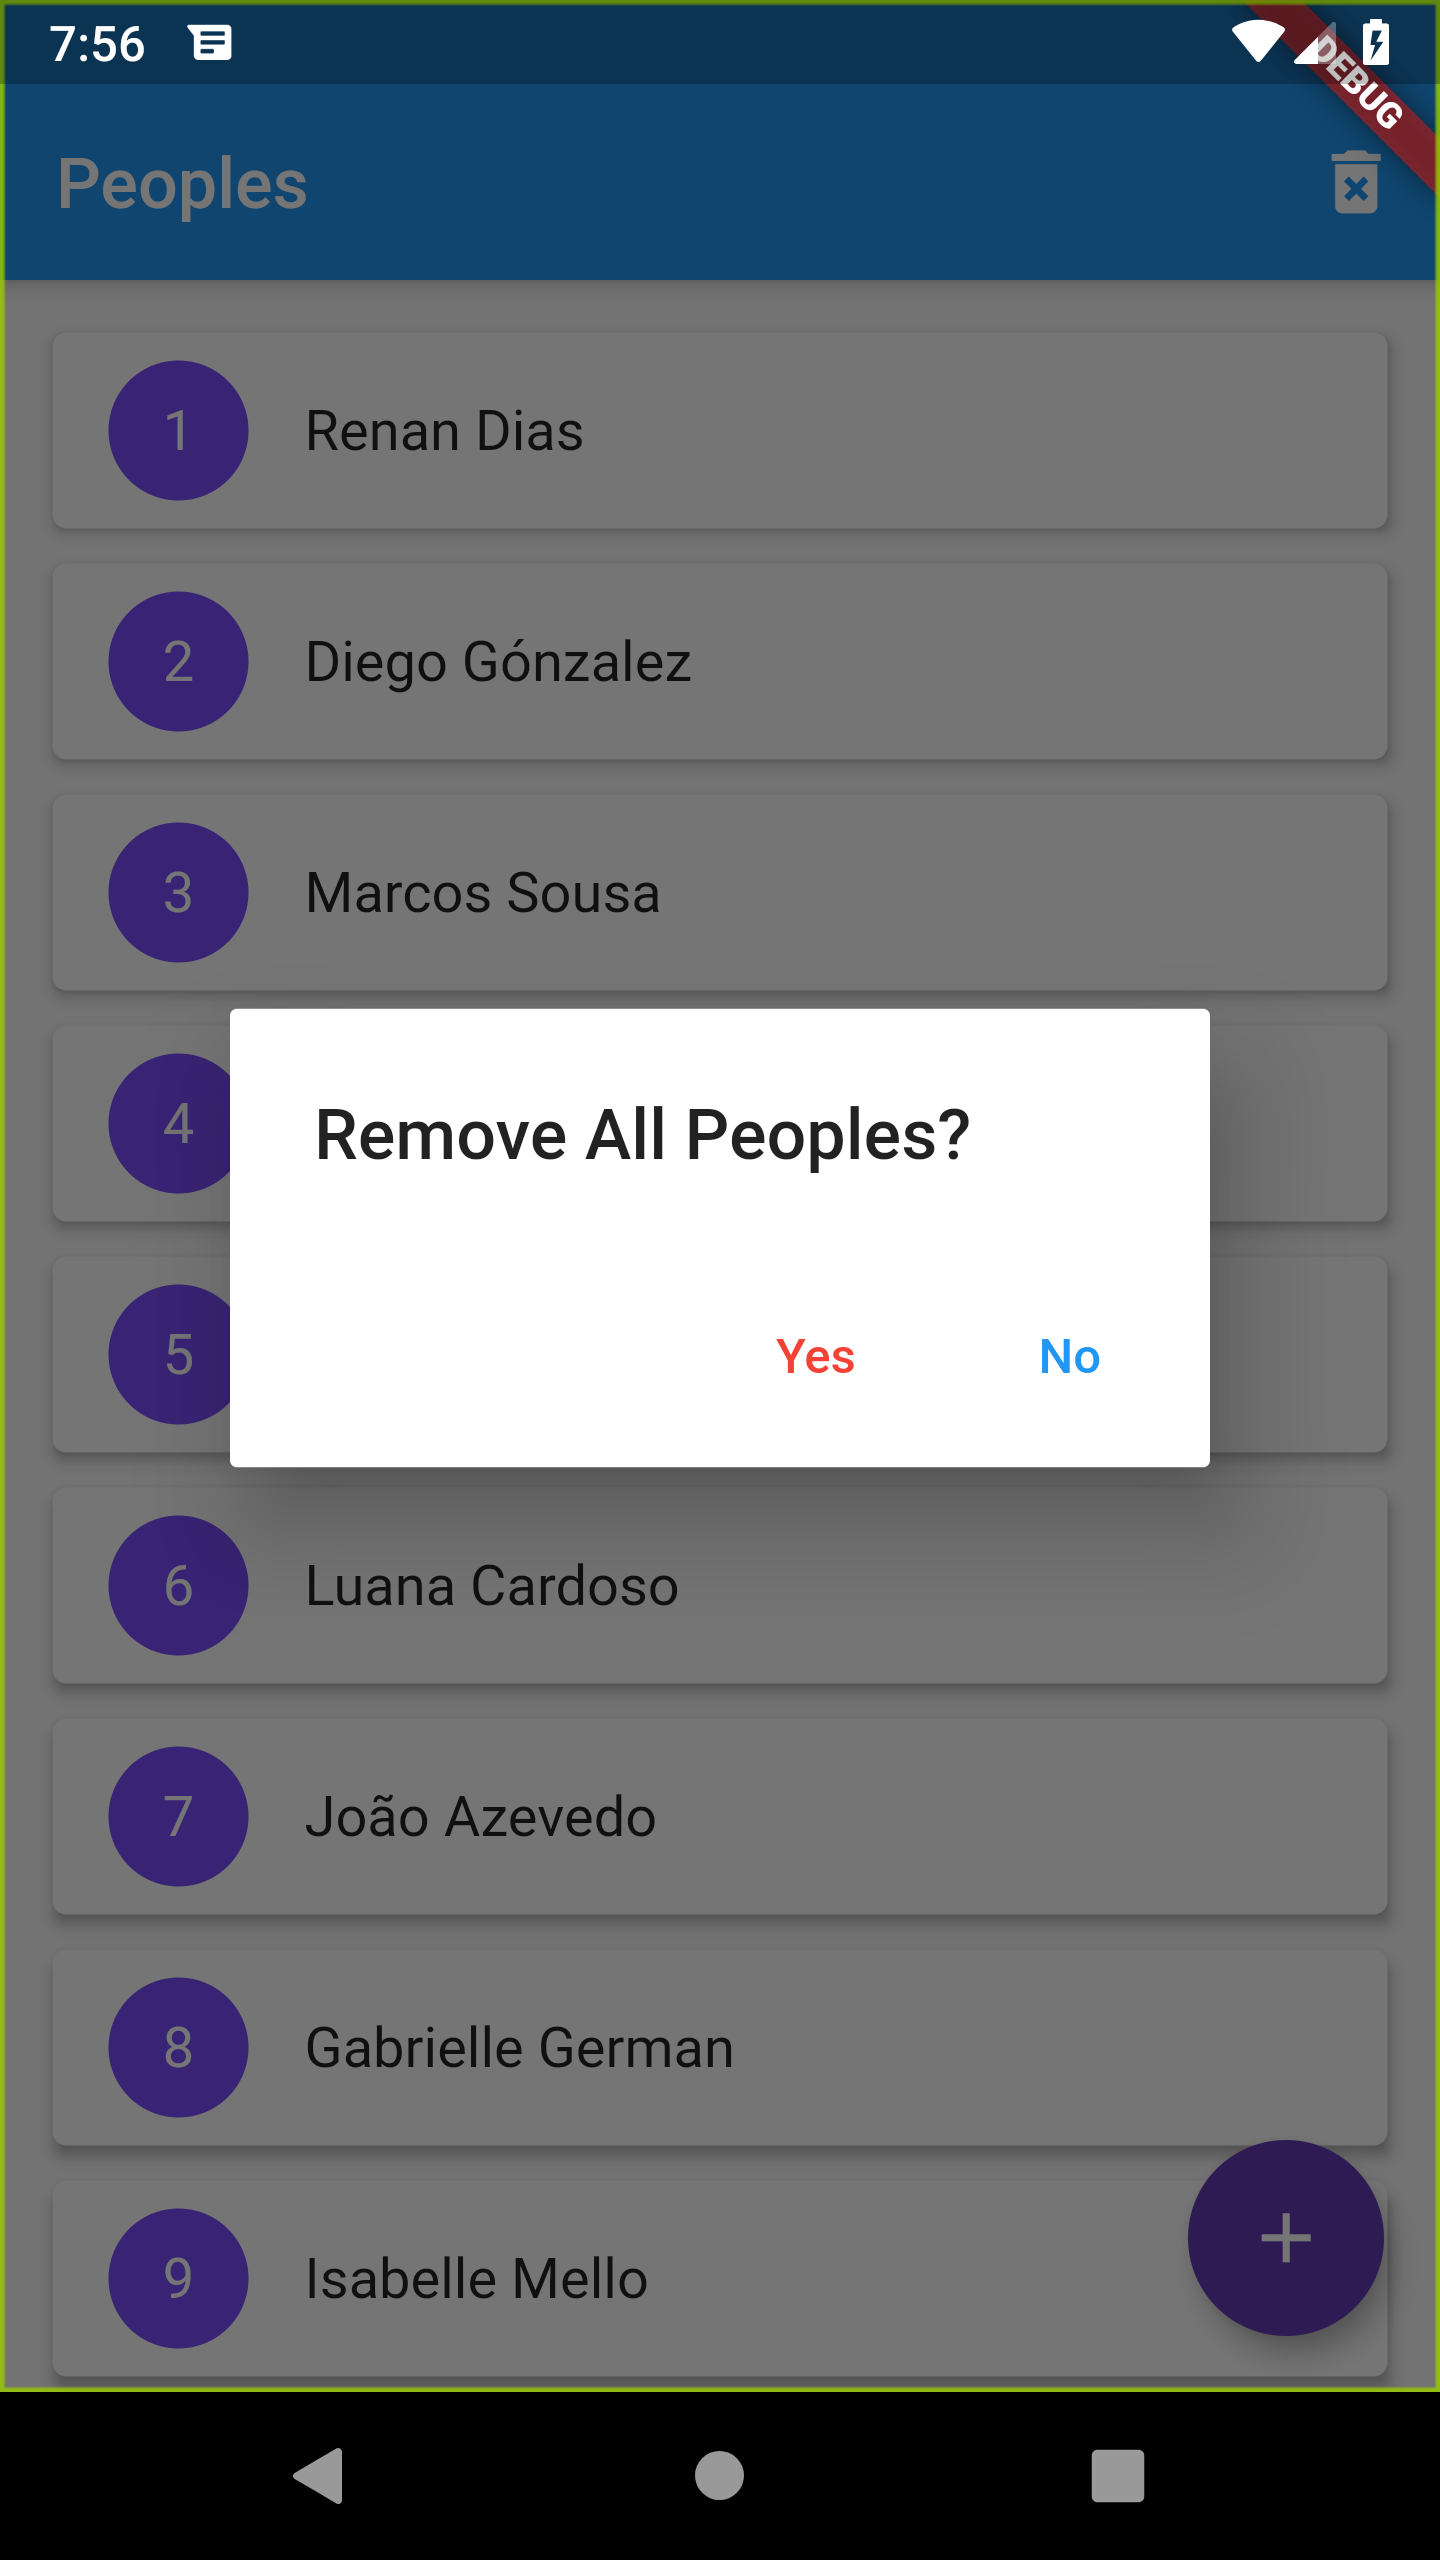 7:56
DEBUG
Peoples
1 Renan Dias
2 Diego Gónzalez
3 Marcos Sousa
4
Remove All Peoples?
5
Yes No
6 Luana Cardoso
7 João Azevedo
8 Gabrielle German
9 Isabelle Mello